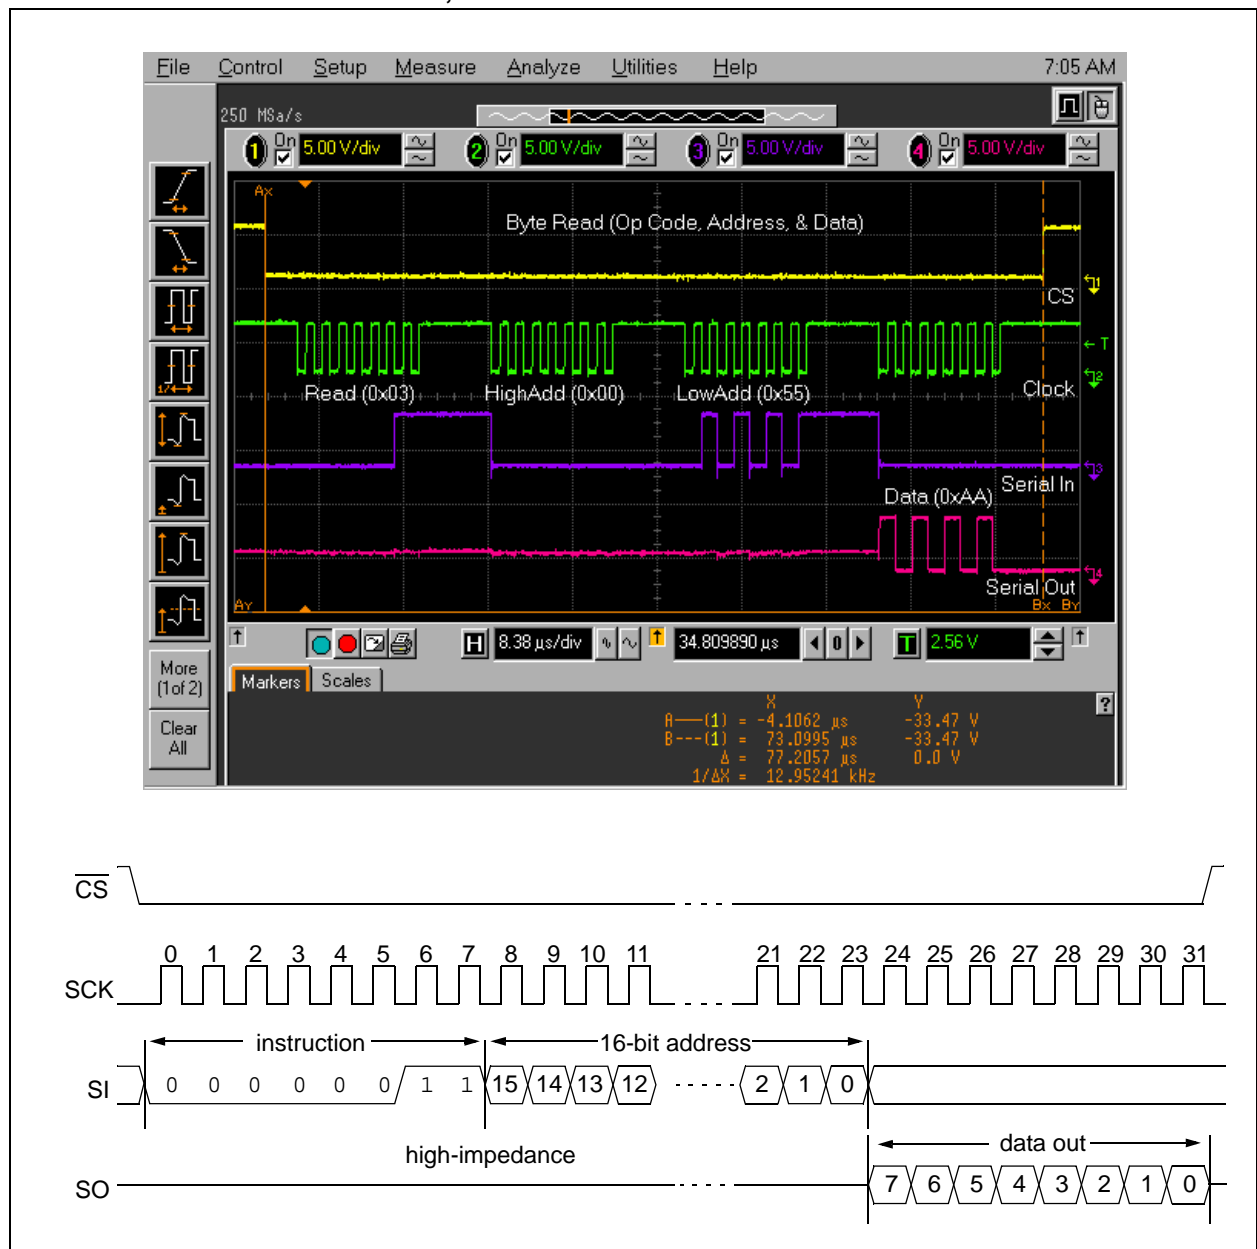 File Control Setup Measure Analyze Utilities Help 7:05 AM
250 MSa/s
1 On 5.00 V/div 2 On 5.00 V/div 3 On 5.00 V/div 4 On 5.00 V/div
Ax
Byte Read (Op Code, Address, & Data)
1
CS
T
2
Read (0x03) HighAdd (0x00) LowAdd (0x55) Clock
3
Serial In
Data (0xAA)
4
Serial Out
Ay Bx By
1/
H 8.38 µs/div 34.809890 µs 0 T 2.56 V
More
(1of 2)
Clear
All
Markers Scales
?
X Y
A───(1) = -4.1062 µs -33.47 V
B---(1) = 73.0995 µs -33.47 V
Δ = 77.2057 µs 0.0 V
1/ΔX = 12.95241 kHz
CS
0 1 2 3 4 5 6 7 8 9 10 11 21 22 23 24 25 26 27 28 29 30 31
SCK
instruction 16-bit address
SI 0 0 0 0 0 0 1 1 15 14 13 12 2 1 0
high-impedance data out
SO 7 6 5 4 3 2 1 0